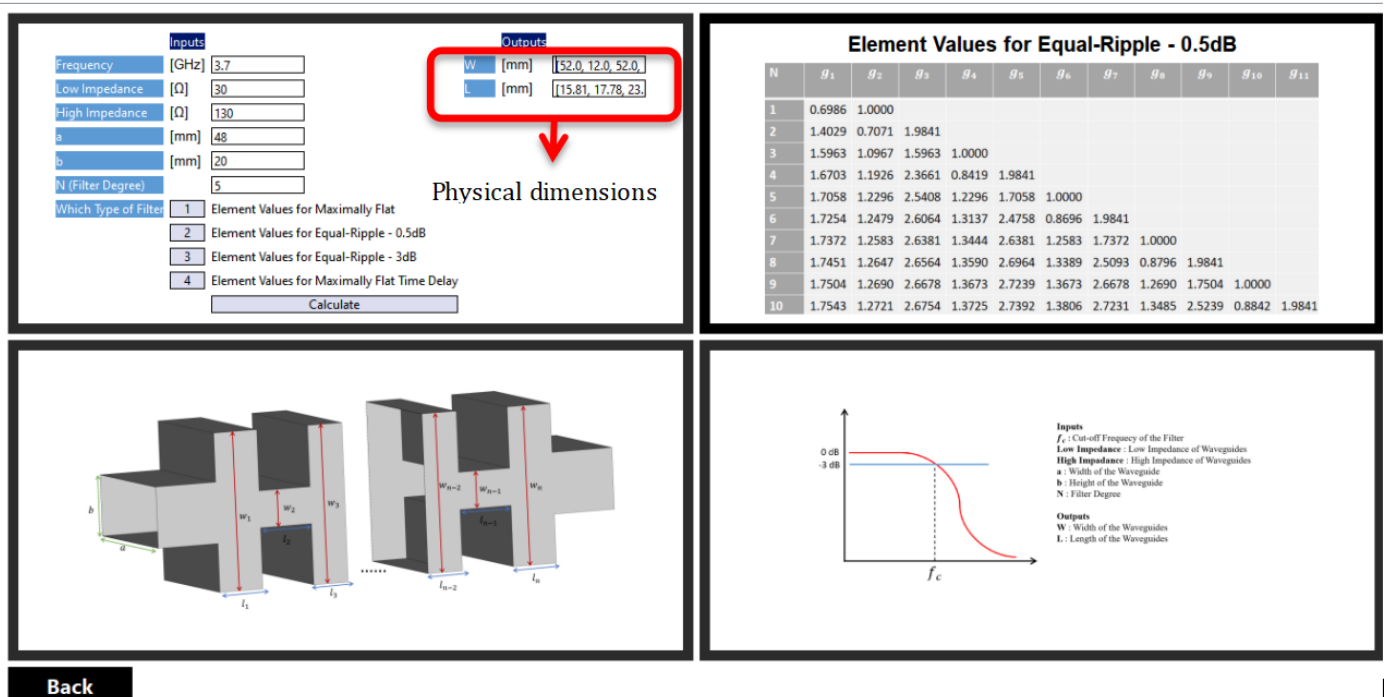 Inputs
Frequency [GHz] 3.7
Low Impedance [Ω] 30
High Impedance [Ω] 130
a [mm] 48
b [mm] 20
N (Filter Degree) 5
Which Type of Filter 1 Element Values for Maximally Flat
2 Element Values for Equal-Ripple - 0.5dB
3 Element Values for Equal-Ripple - 3dB
4 Element Values for Maximally Flat Time Delay
Calculate
Outputs
W [mm] [52.0, 12.0, 52.0,
L [mm] [15.81, 17.78, 23.
Physical dimensions
Element Values for Equal-Ripple - 0.5dB
N g₁ g₂ g₃ g₄ g₅ g₆ g₇ g₈ g₉ g₁₀ g₁₁
1 0.6986 1.0000
2 1.4029 0.7071 1.9841
3 1.5963 1.0967 1.5963 1.0000
4 1.6703 1.1926 2.3661 0.8419 1.9841
5 1.7058 1.2296 2.5408 1.2296 1.7058 1.0000
6 1.7254 1.2479 2.6064 1.3137 2.4758 0.8696 1.9841
7 1.7372 1.2583 2.6381 1.3444 2.6381 1.2583 1.7372 1.0000
8 1.7451 1.2647 2.6564 1.3590 2.6964 1.3389 2.5093 0.8796 1.9841
9 1.7504 1.2690 2.6678 1.3673 2.7239 1.3673 2.6678 1.2690 1.7504 1.0000
10 1.7543 1.2721 2.6754 1.3725 2.7392 1.3806 2.7231 1.3485 2.5239 0.8842 1.9841
b
a
w₁
w₂
w₃
l₁
l₂
l₃
......
wₙ₋₂
wₙ₋₁
wₙ
lₙ₋₂
lₙ₋₁
lₙ
0 dB
-3 dB
f_c
Inputs
f_c : Cut-off Frequecy of the Filter
Low Impedance : Low Impedance of Waveguides
High Impadance : High Impedance of Waveguides
a : Width of the Waveguide
b : Height of the Waveguide
N : Filter Degree
Outputs
W : Width of the Waveguides
L : Length of the Waveguides
Back